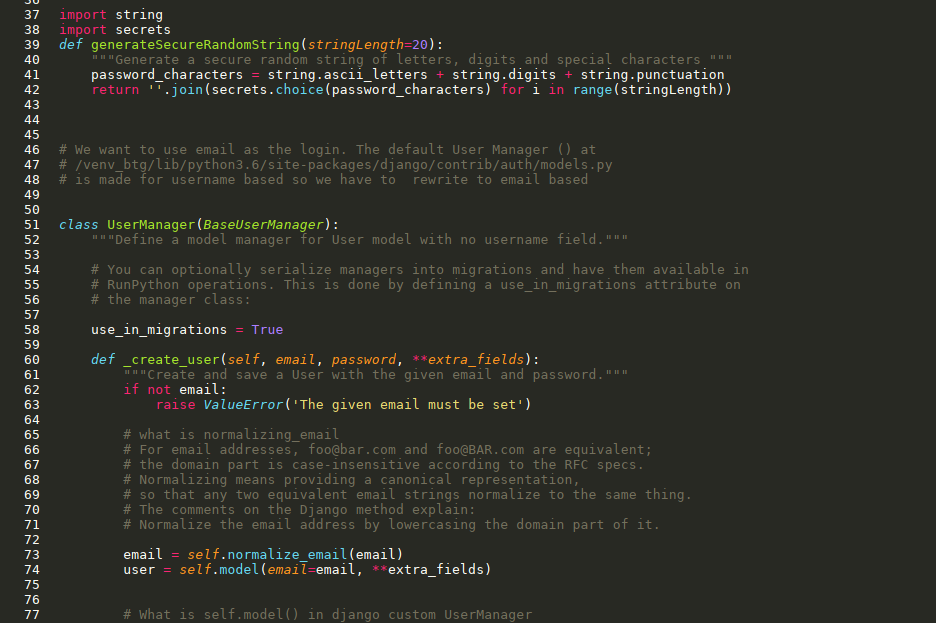 36
37 import string
38 import secrets
39 def generateSecureRandomString(stringLength=20):
40 """Generate a secure random string of letters, digits and special characters """
41 password_characters = string.ascii_letters + string.digits + string.punctuation
42 return ''.join(secrets.choice(password_characters) for i in range(stringLength))
43
44
45
46 # We want to use email as the login. The default User Manager () at
47 # /venv_btg/lib/python3.6/site-packages/django/contrib/auth/models.py
48 # is made for username based so we have to  rewrite to email based
49
50
51 class UserManager(BaseUserManager):
52 """Define a model manager for User model with no username field."""
53
54 # You can optionally serialize managers into migrations and have them available in
55 # RunPython operations. This is done by defining a use_in_migrations attribute on
56 # the manager class:
57
58 use_in_migrations = True
59
60 def _create_user(self, email, password, **extra_fields):
61 """Create and save a User with the given email and password."""
62 if not email:
63 raise ValueError('The given email must be set')
64
65 # what is normalizing_email
66 # For email addresses, foo@bar.com and foo@BAR.com are equivalent;
67 # the domain part is case-insensitive according to the RFC specs.
68 # Normalizing means providing a canonical representation,
69 # so that any two equivalent email strings normalize to the same thing.
70 # The comments on the Django method explain:
71 # Normalize the email address by lowercasing the domain part of it.
72
73 email = self.normalize_email(email)
74 user = self.model(email=email, **extra_fields)
75
76
77 # What is self.model() in django custom UserManager